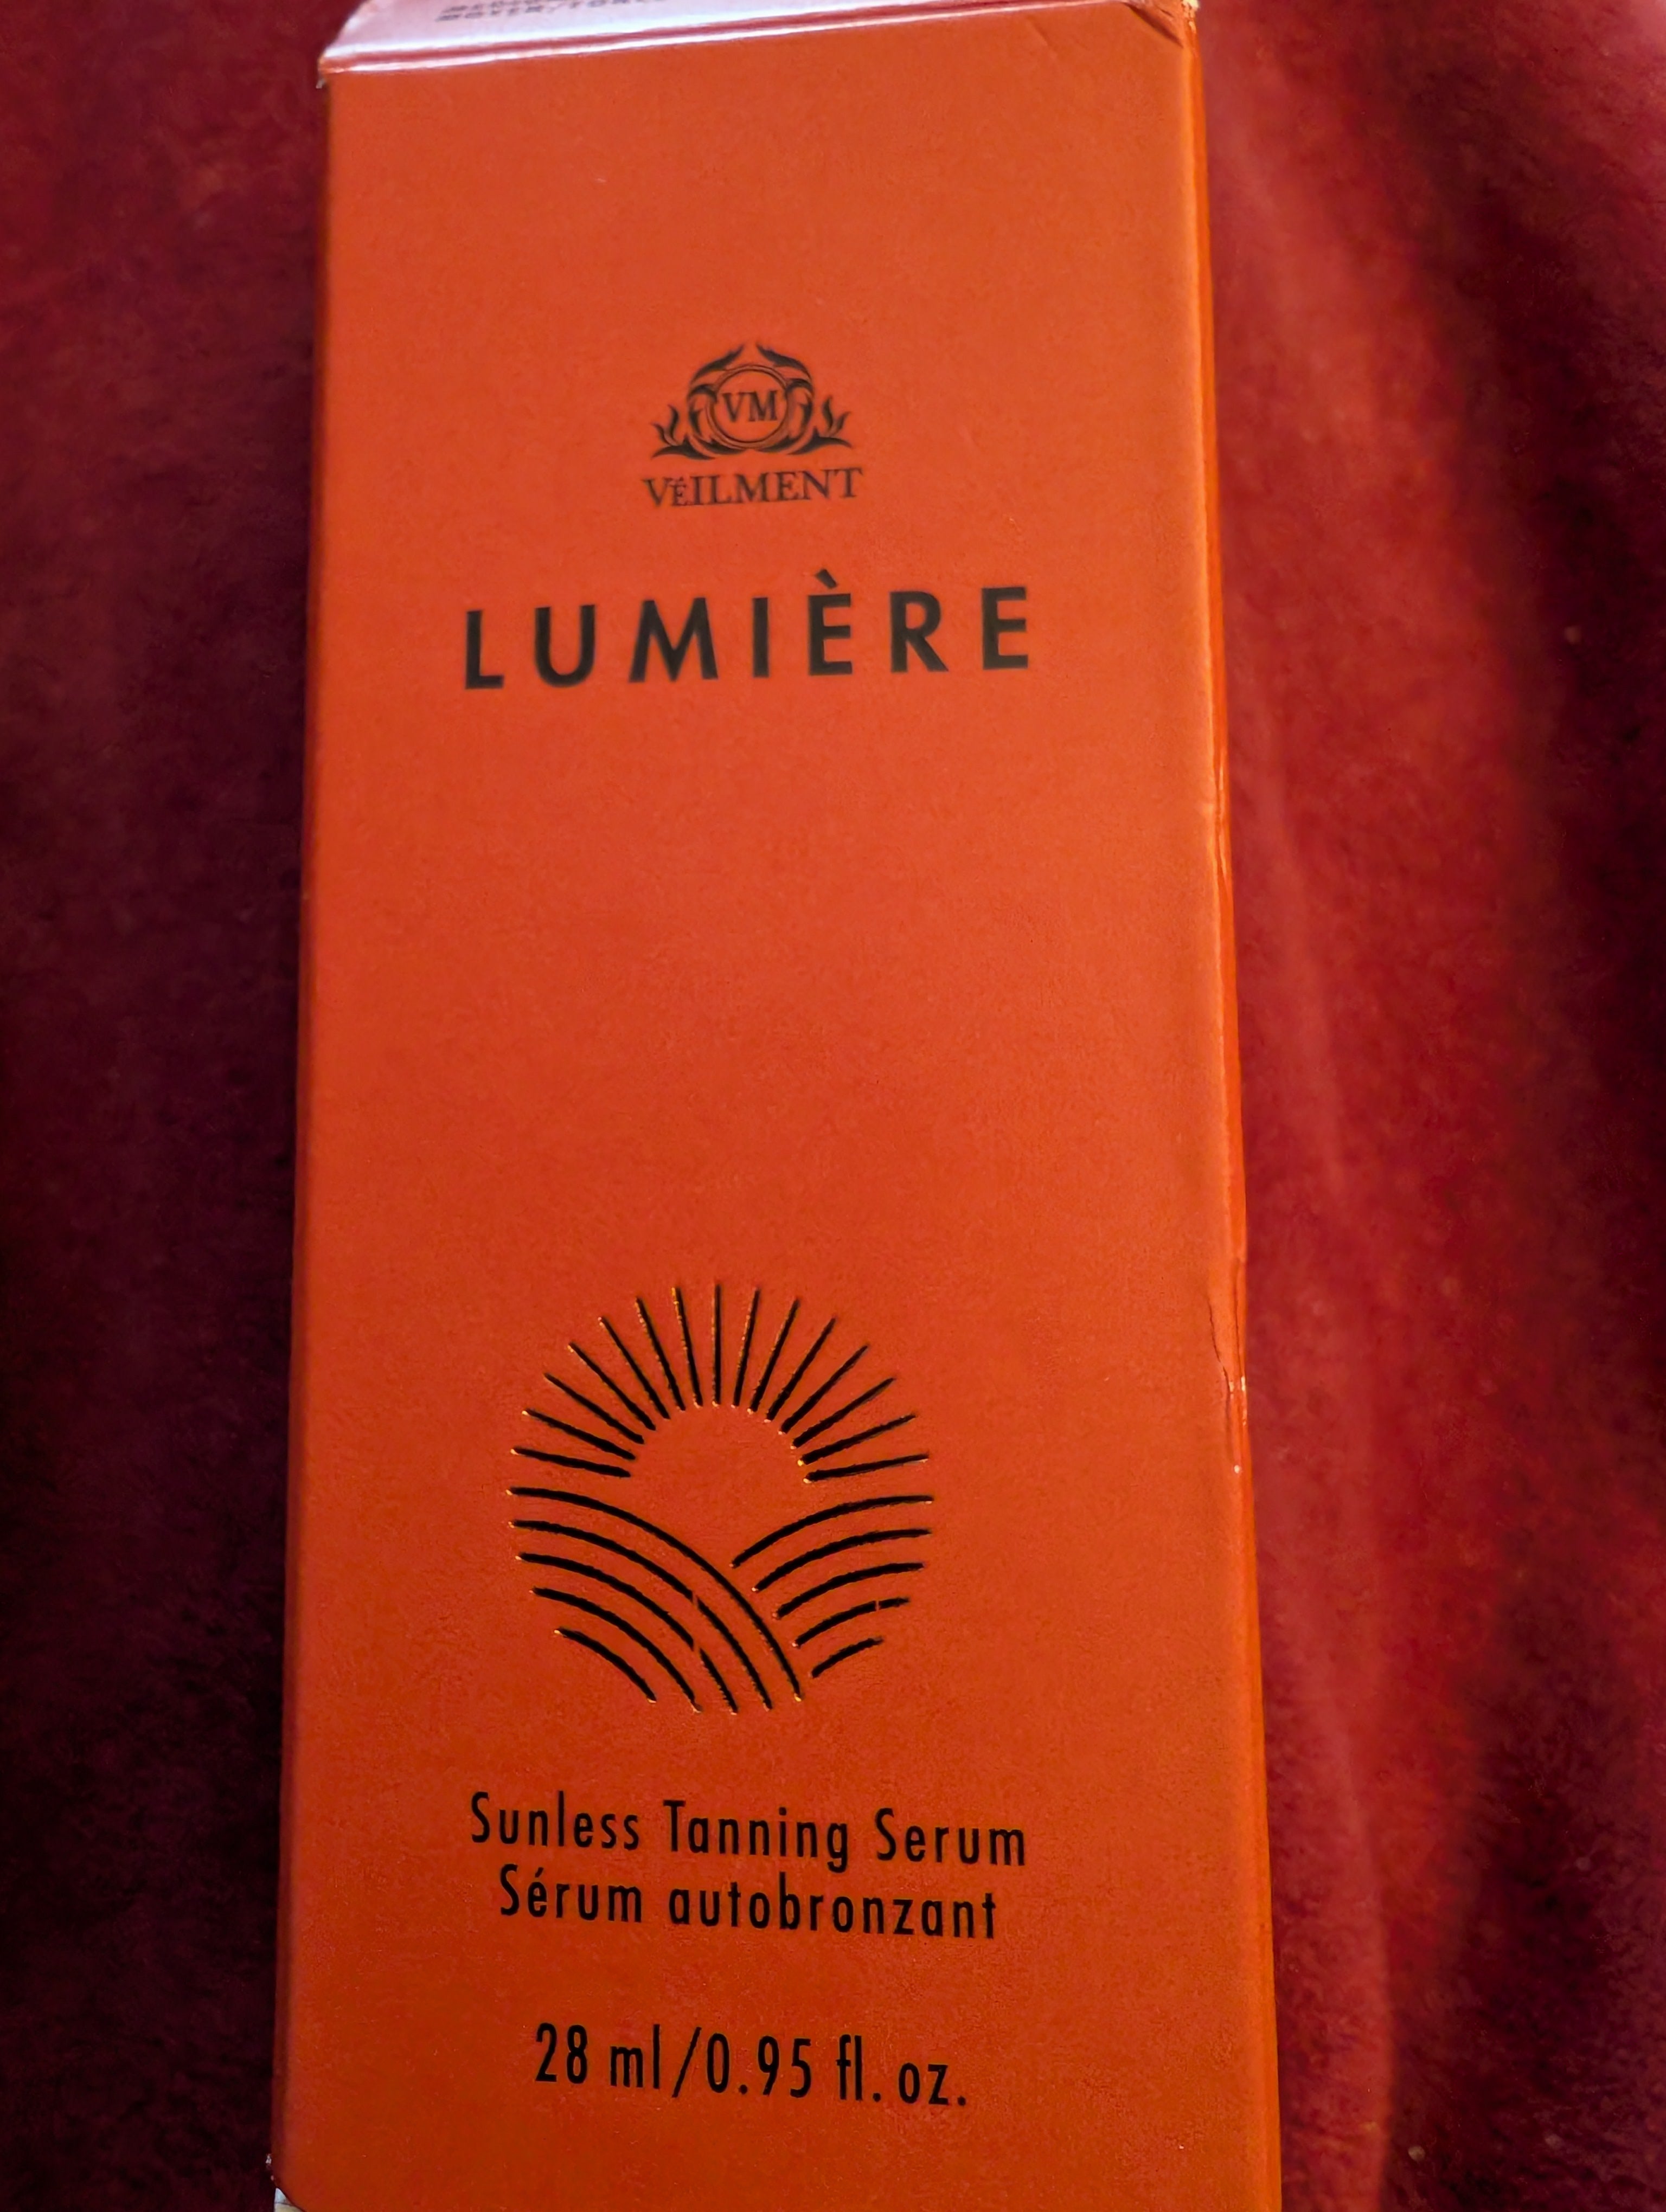 VM
VÉILMENT
LUMIÈRE
Sunless Tanning Serum
Sérum autobronzant
28 ml/0.95 fl. oz.